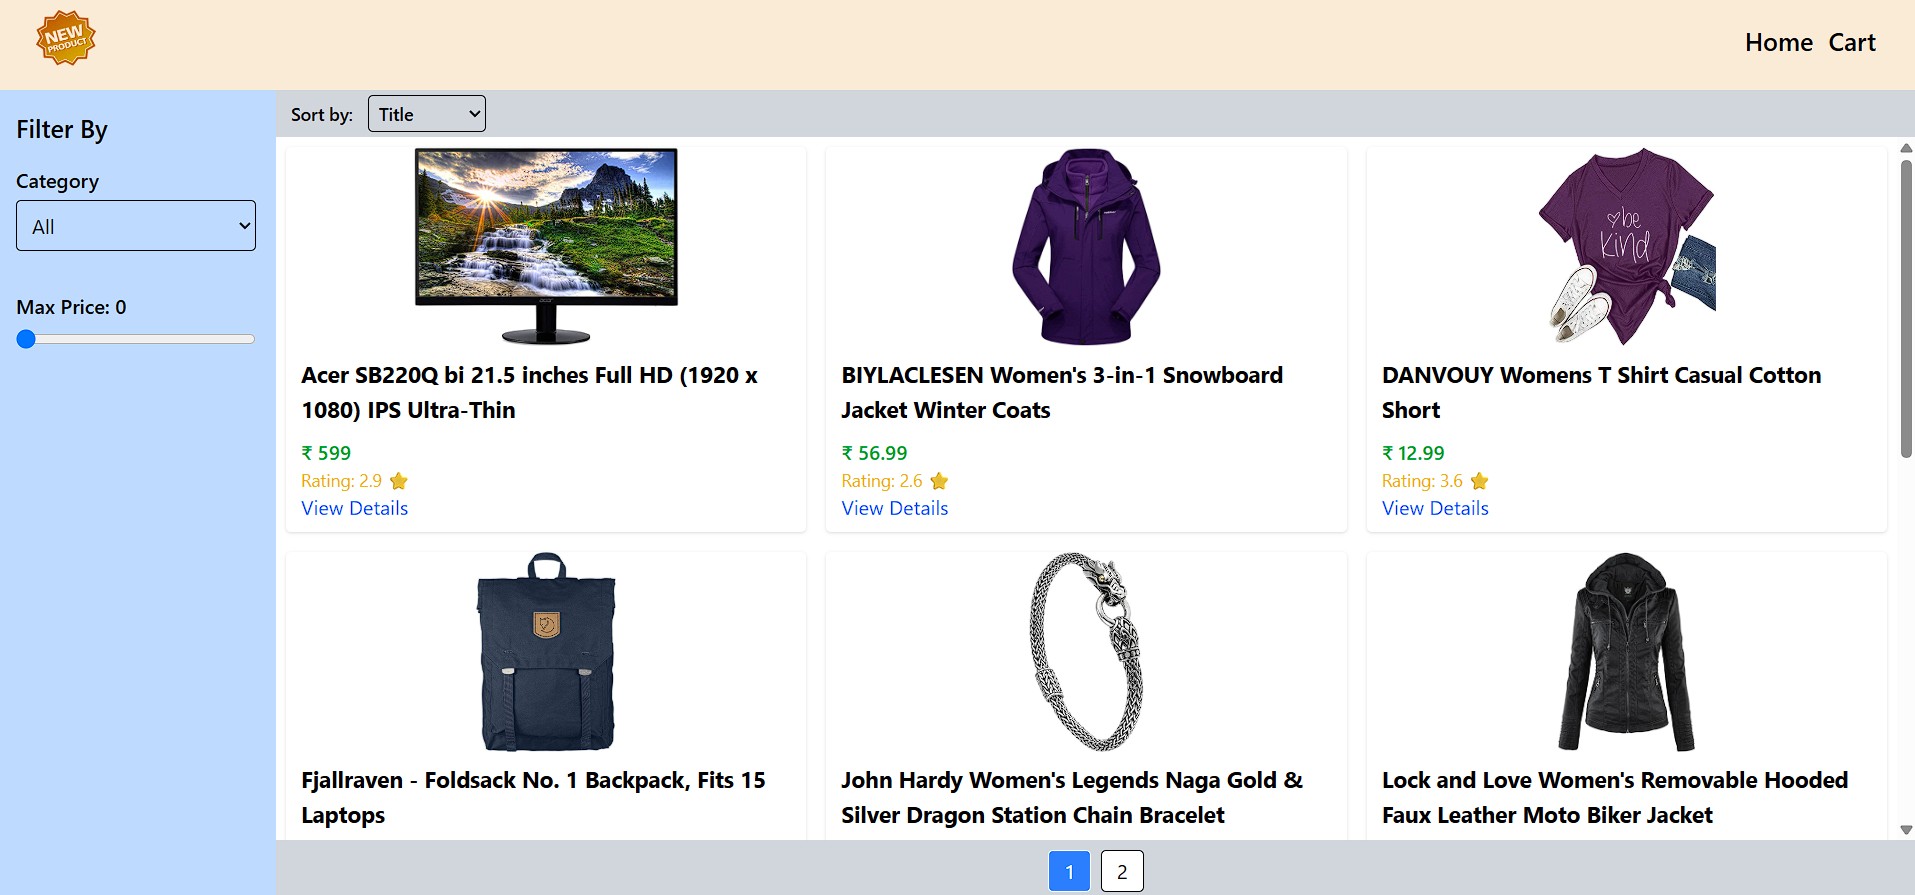 NEW
PRODUCT
Home Cart
Filter By
Category
All
Max Price: 0
Sort by: Title
be
kind
Acer SB220Q bi 21.5 inches Full HD (1920 x
1080) IPS Ultra-Thin
₹ 599
Rating: 2.9 ⭐
View Details
BIYLACLESEN Women's 3-in-1 Snowboard
Jacket Winter Coats
₹ 56.99
Rating: 2.6 ⭐
View Details
DANVOUY Womens T Shirt Casual Cotton
Short
₹ 12.99
Rating: 3.6 ⭐
View Details
Fjallraven - Foldsack No. 1 Backpack, Fits 15
Laptops
John Hardy Women's Legends Naga Gold &
Silver Dragon Station Chain Bracelet
Lock and Love Women's Removable Hooded
Faux Leather Moto Biker Jacket
1 2